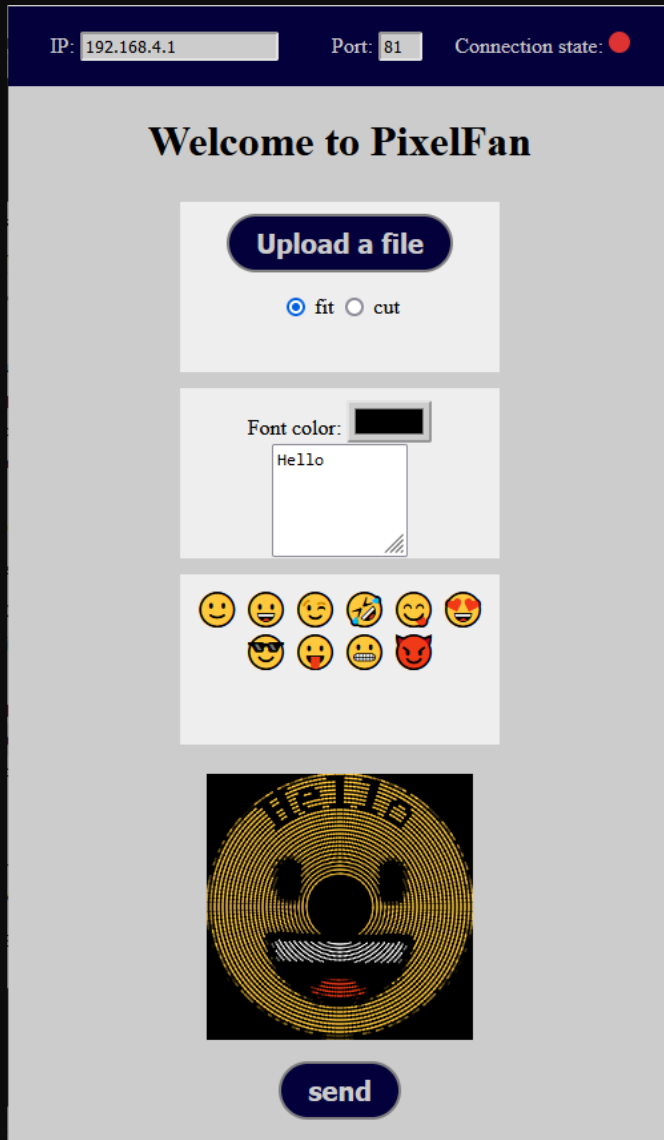 IP: 192.168.4.1 Port: 81 Connection state:
Welcome to PixelFan
Upload a file
fit cut
Font color:
Hello
Hello
send